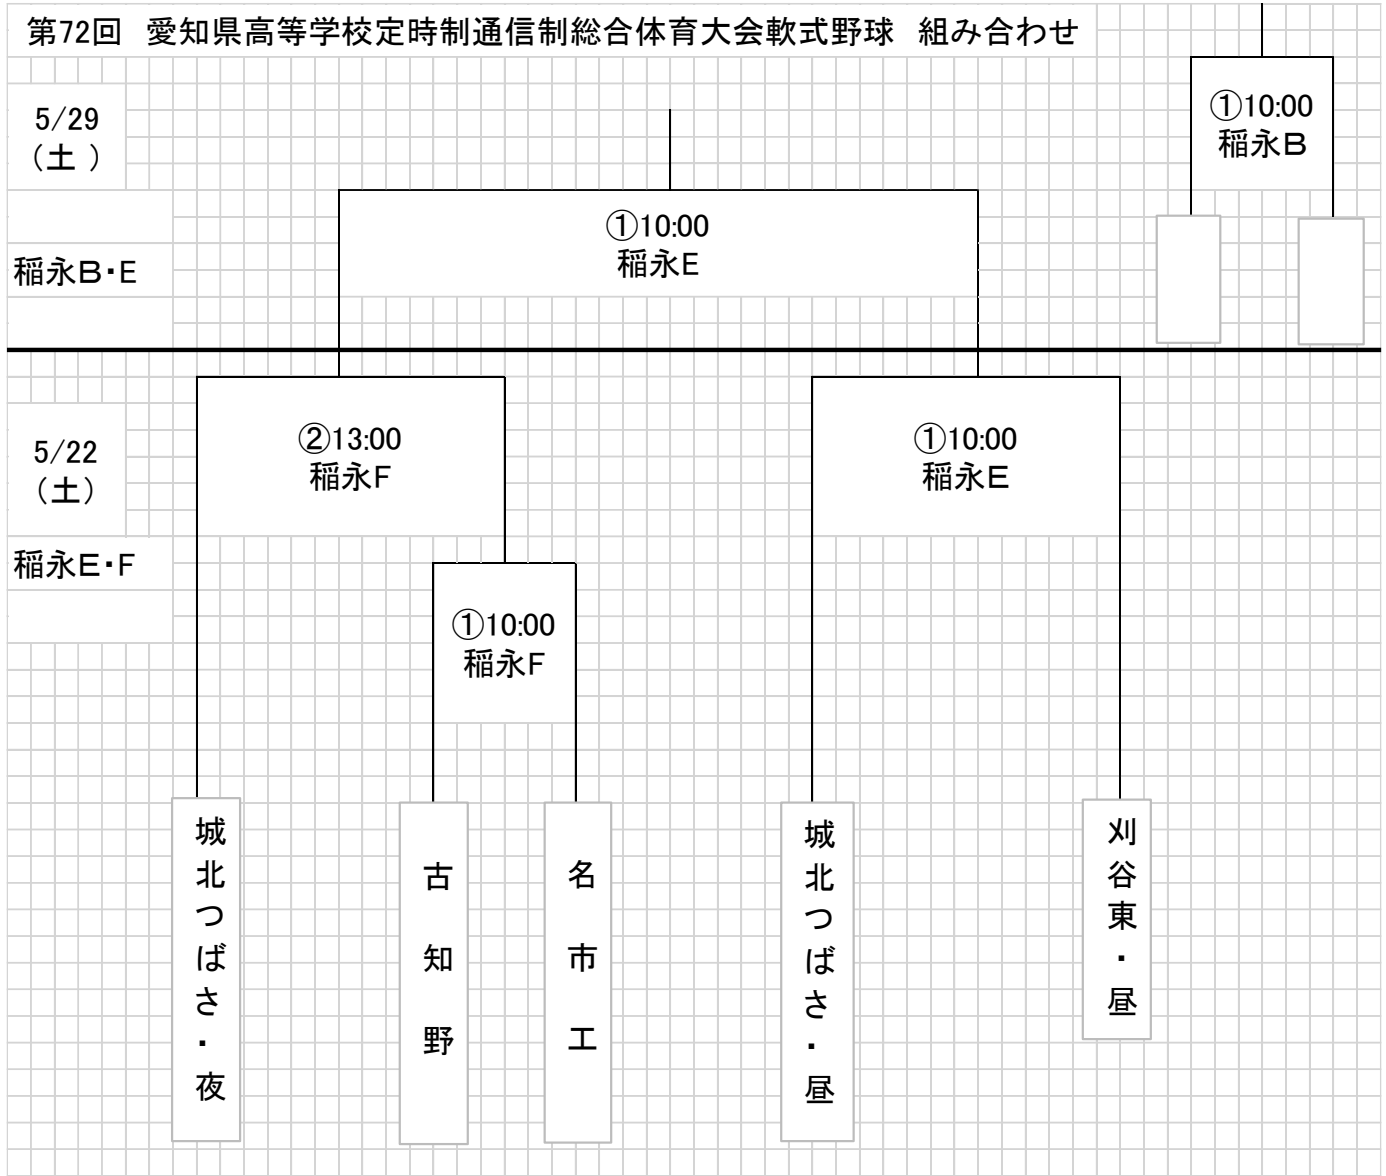 第72回 愛知県高等学校定時制通信制総合体育大会軟式野球 組み合わせ
5/29
（土 ）
①10:00
稲永B
①10:00
稲永E
稲永B・E
5/22
（土）
②13:00
稲永F
①10:00
稲永E
稲永E・F
①10:00
稲永F
城北つばさ・夜
古知野
名市工
城北つばさ・昼
刈谷東・昼